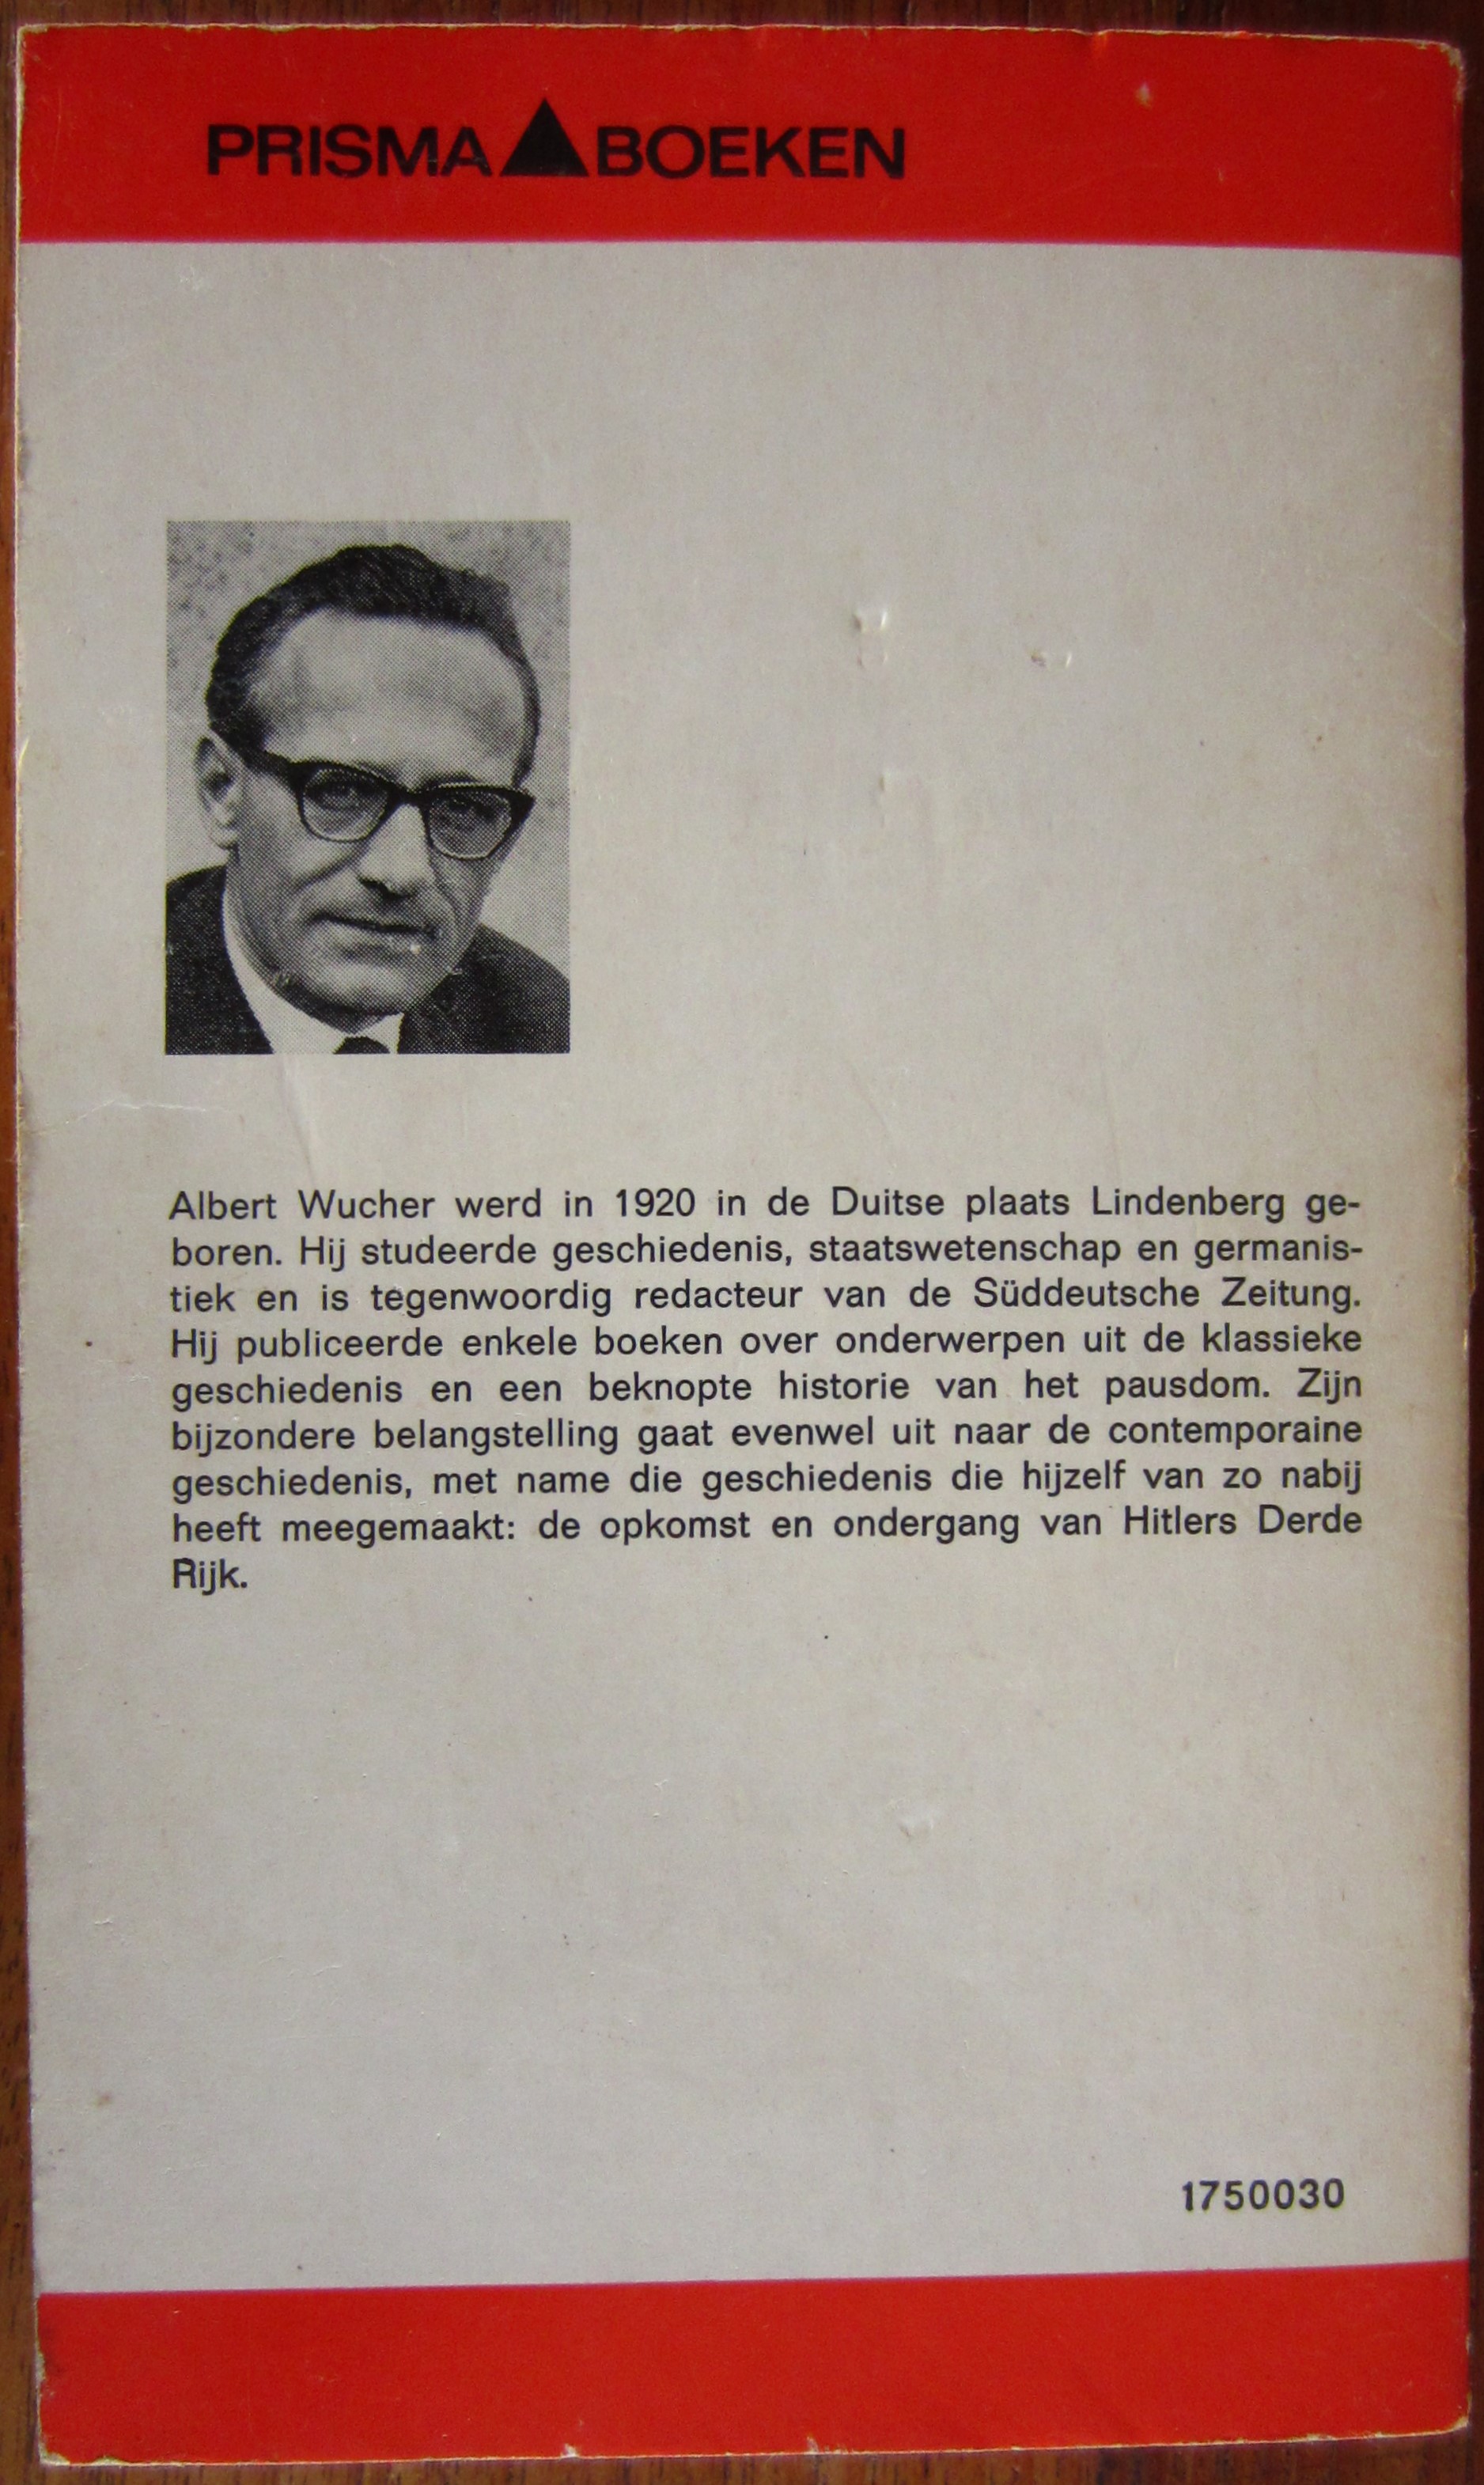 PRISMA BOEKEN
Albert Wucher werd in 1920 in de Duitse plaats Lindenberg ge-
boren. Hij studeerde geschiedenis, staatswetenschap en germanis-
tiek en is tegenwoordig redacteur van de Süddeutsche Zeitung.
Hij publiceerde enkele boeken over onderwerpen uit de klassieke
geschiedenis en een beknopte historie van het pausdom. Zijn
bijzondere belangstelling gaat evenwel uit naar de contemporaine
geschiedenis, met name die geschiedenis die hijzelf van zo nabij
heeft meegemaakt: de opkomst en ondergang van Hitlers Derde
Rijk.
1750030